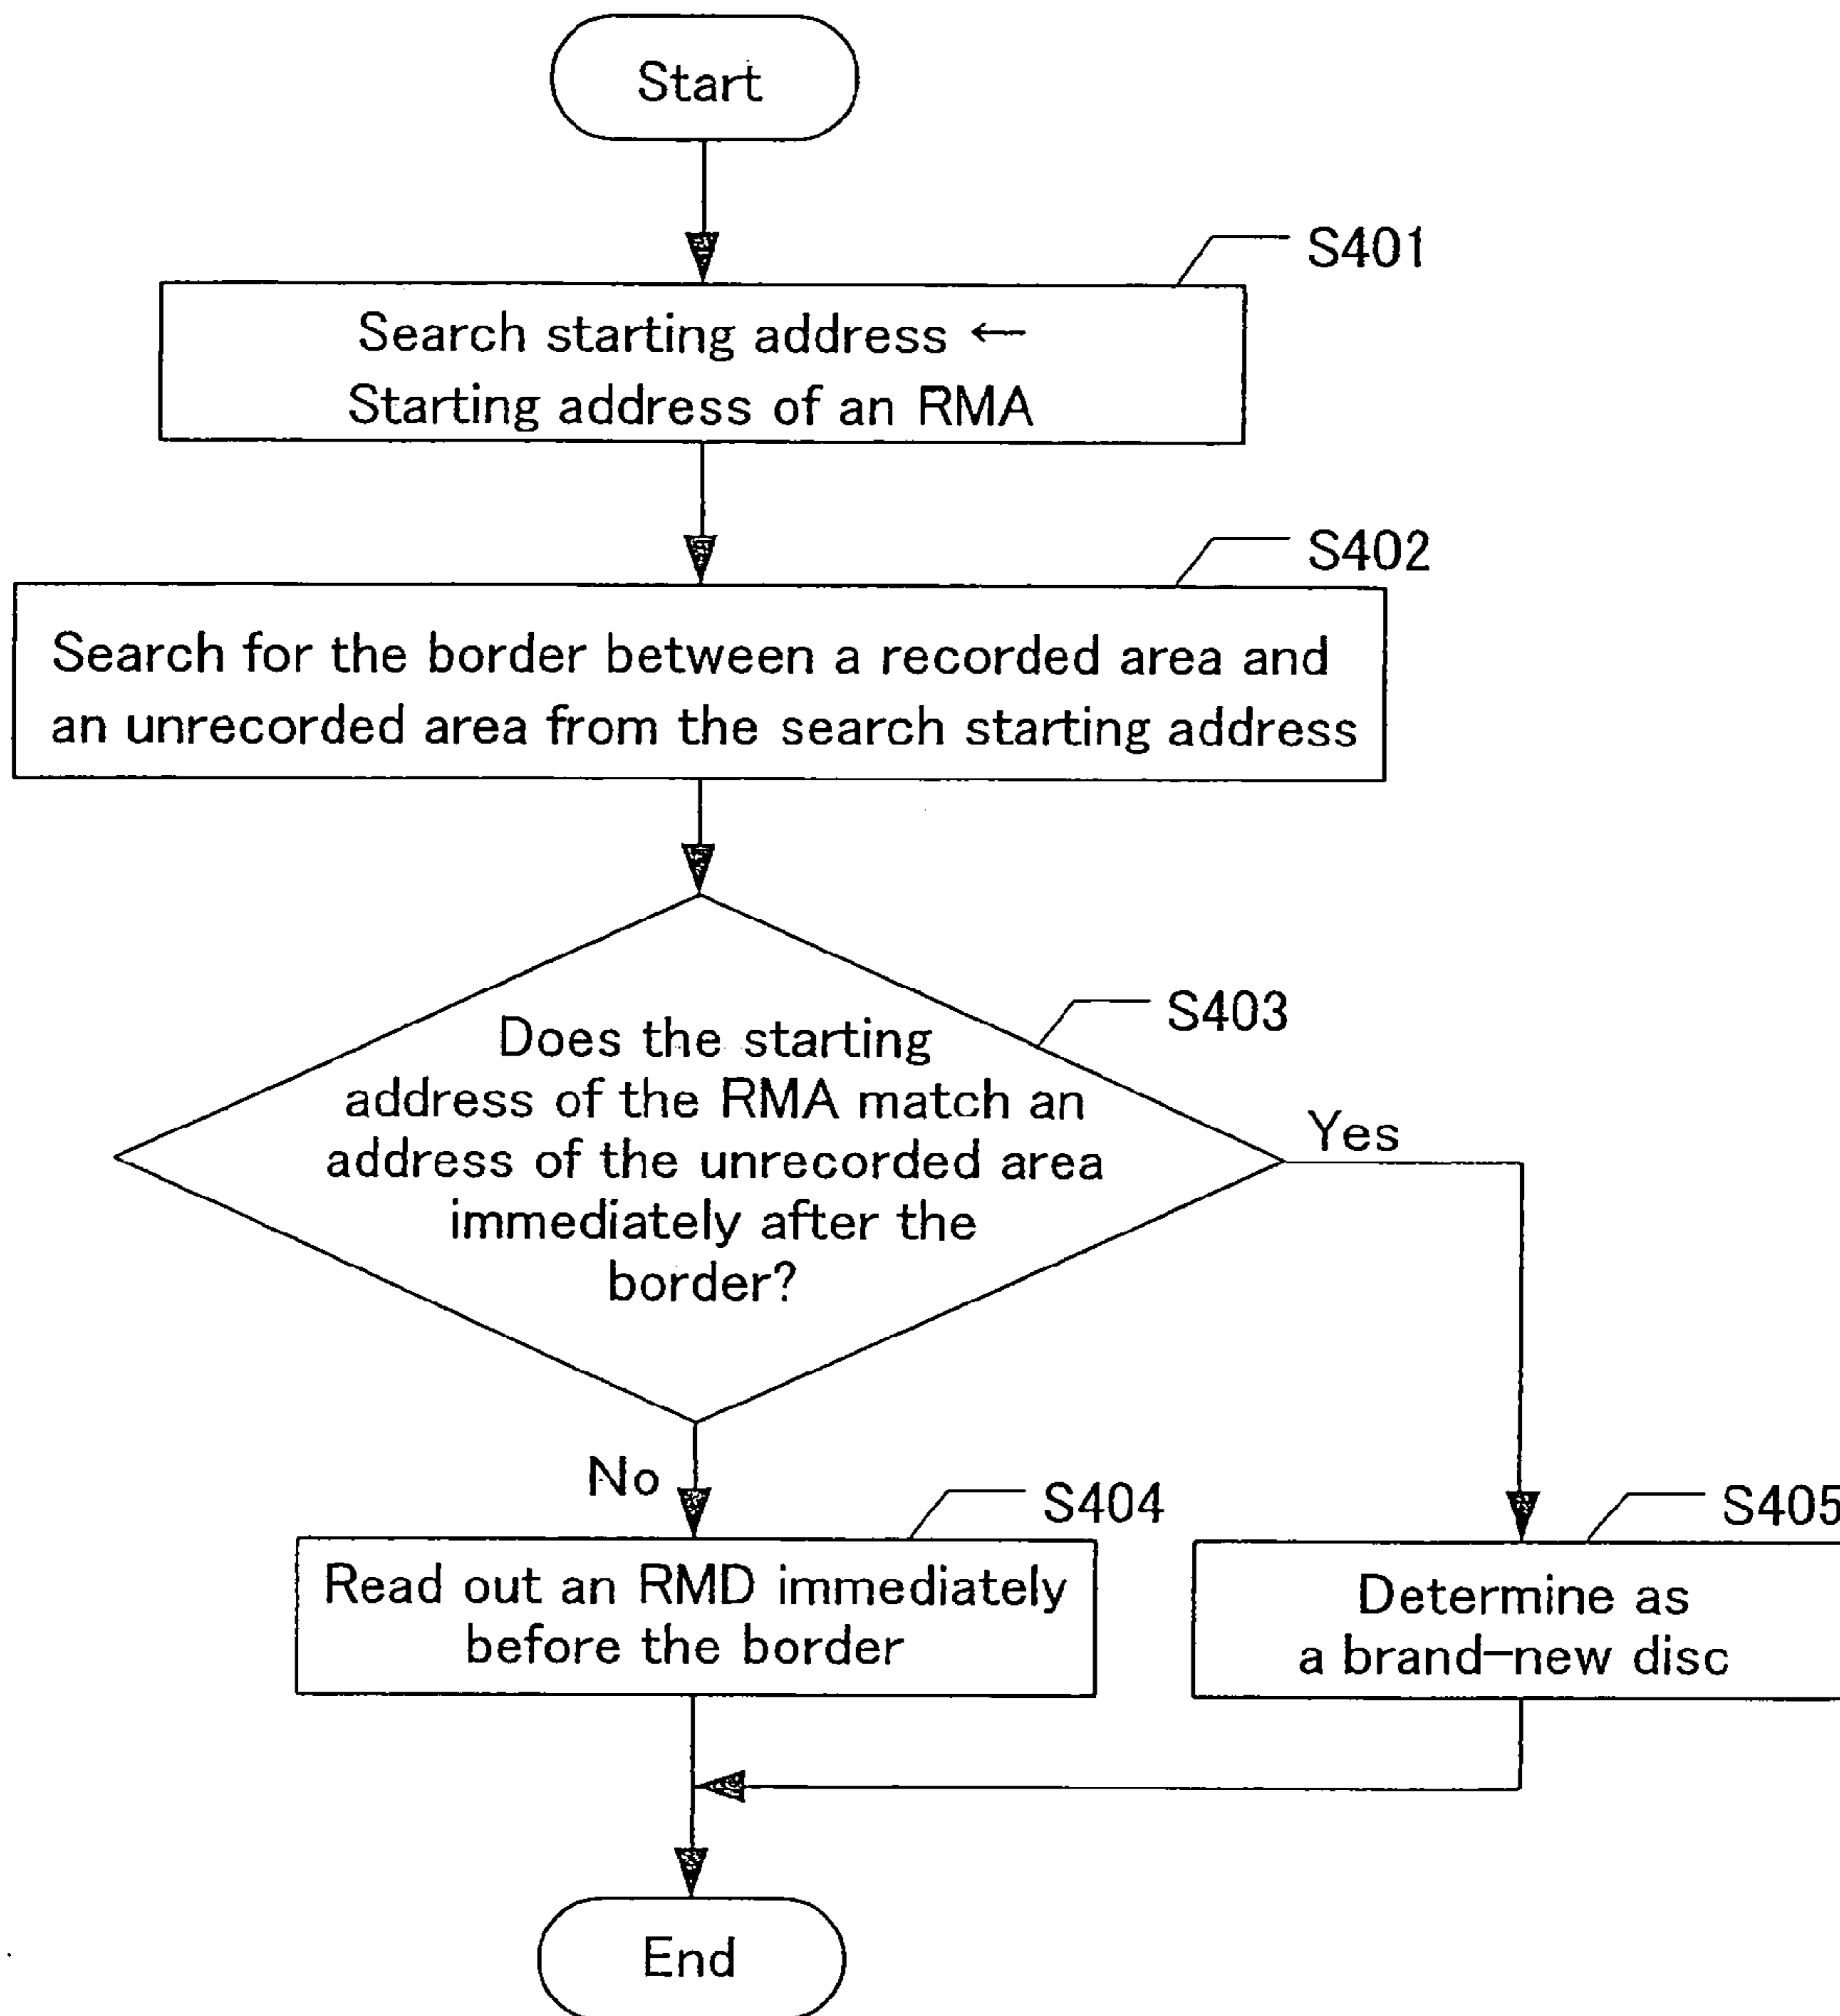 Start
S401
Search starting address ←
Starting address of an RMA
S402
Search for the border between a recorded area and
an unrecorded area from the search starting address
S403
Does the starting
address of the RMA match an
address of the unrecorded area
immediately after the
border?
Yes
No
S404
Read out an RMD immediately
before the border
S405
Determine as
a brand-new disc
End